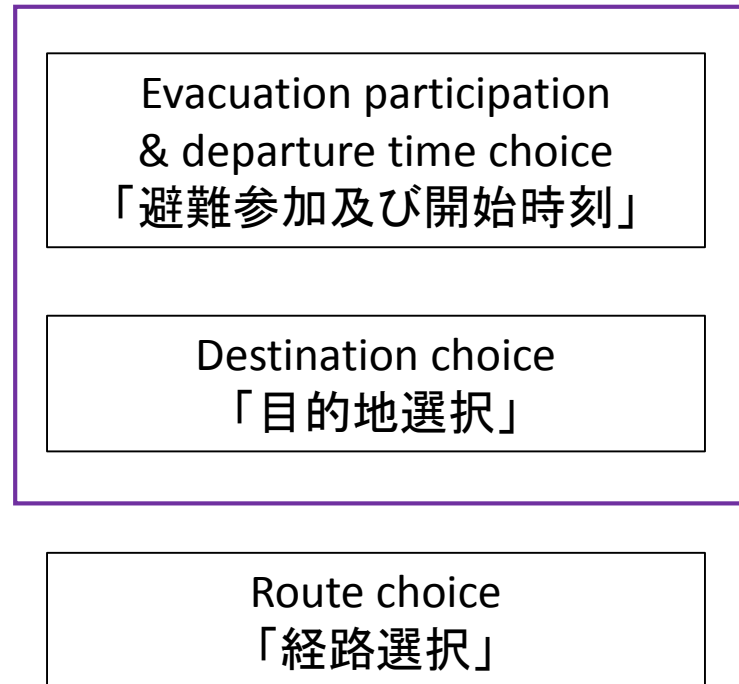 Evacuation participation
& departure time choice
「避難参加及び開始時刻」
Destination choice
「目的地選択」
Route choice
「経路選択」